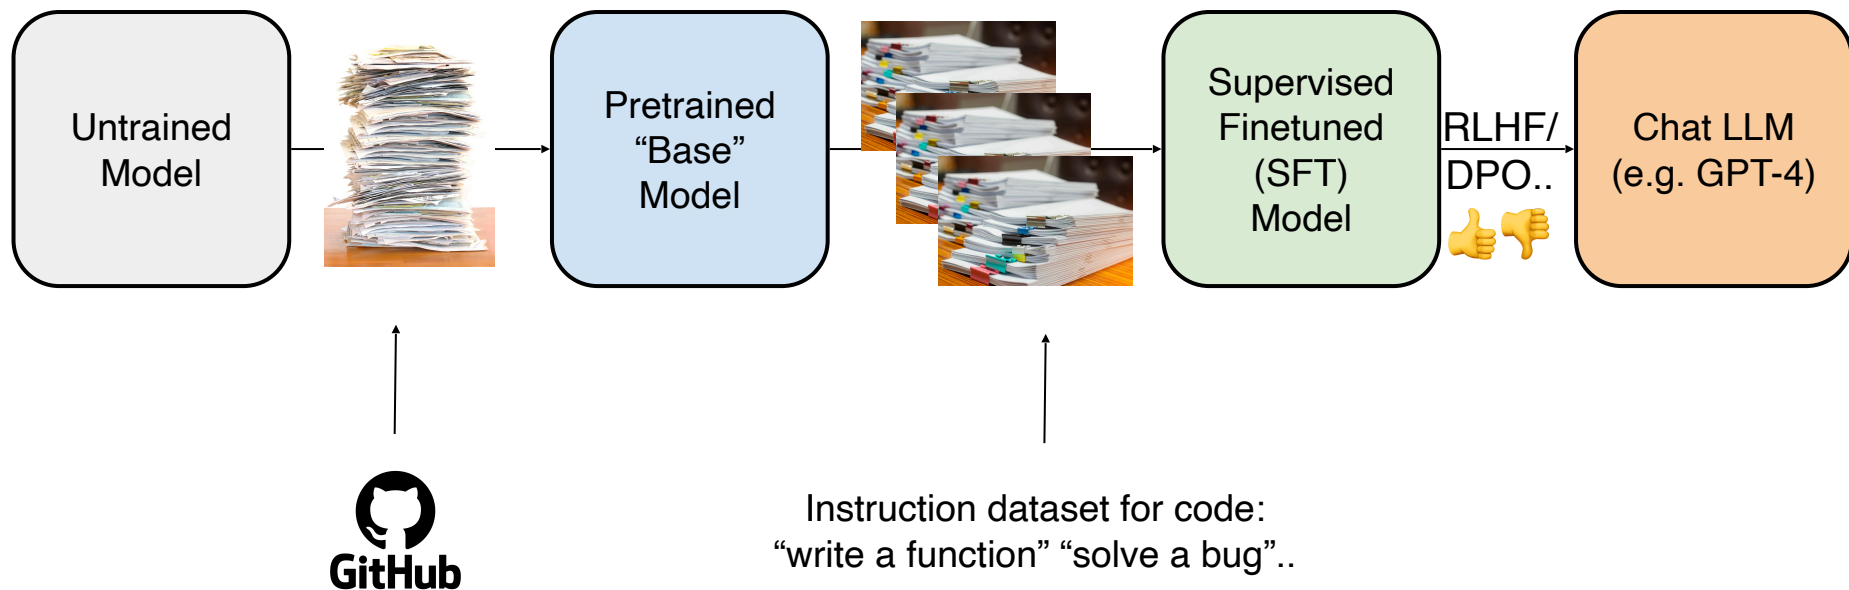 Untrained
Model
Pretrained
“Base”
Model
Supervised
Finetuned
(SFT)
Model
RLHF/
DPO..
Chat LLM
(e.g. GPT-4)
GitHub
Instruction dataset for code:
“write a function” “solve a bug”..